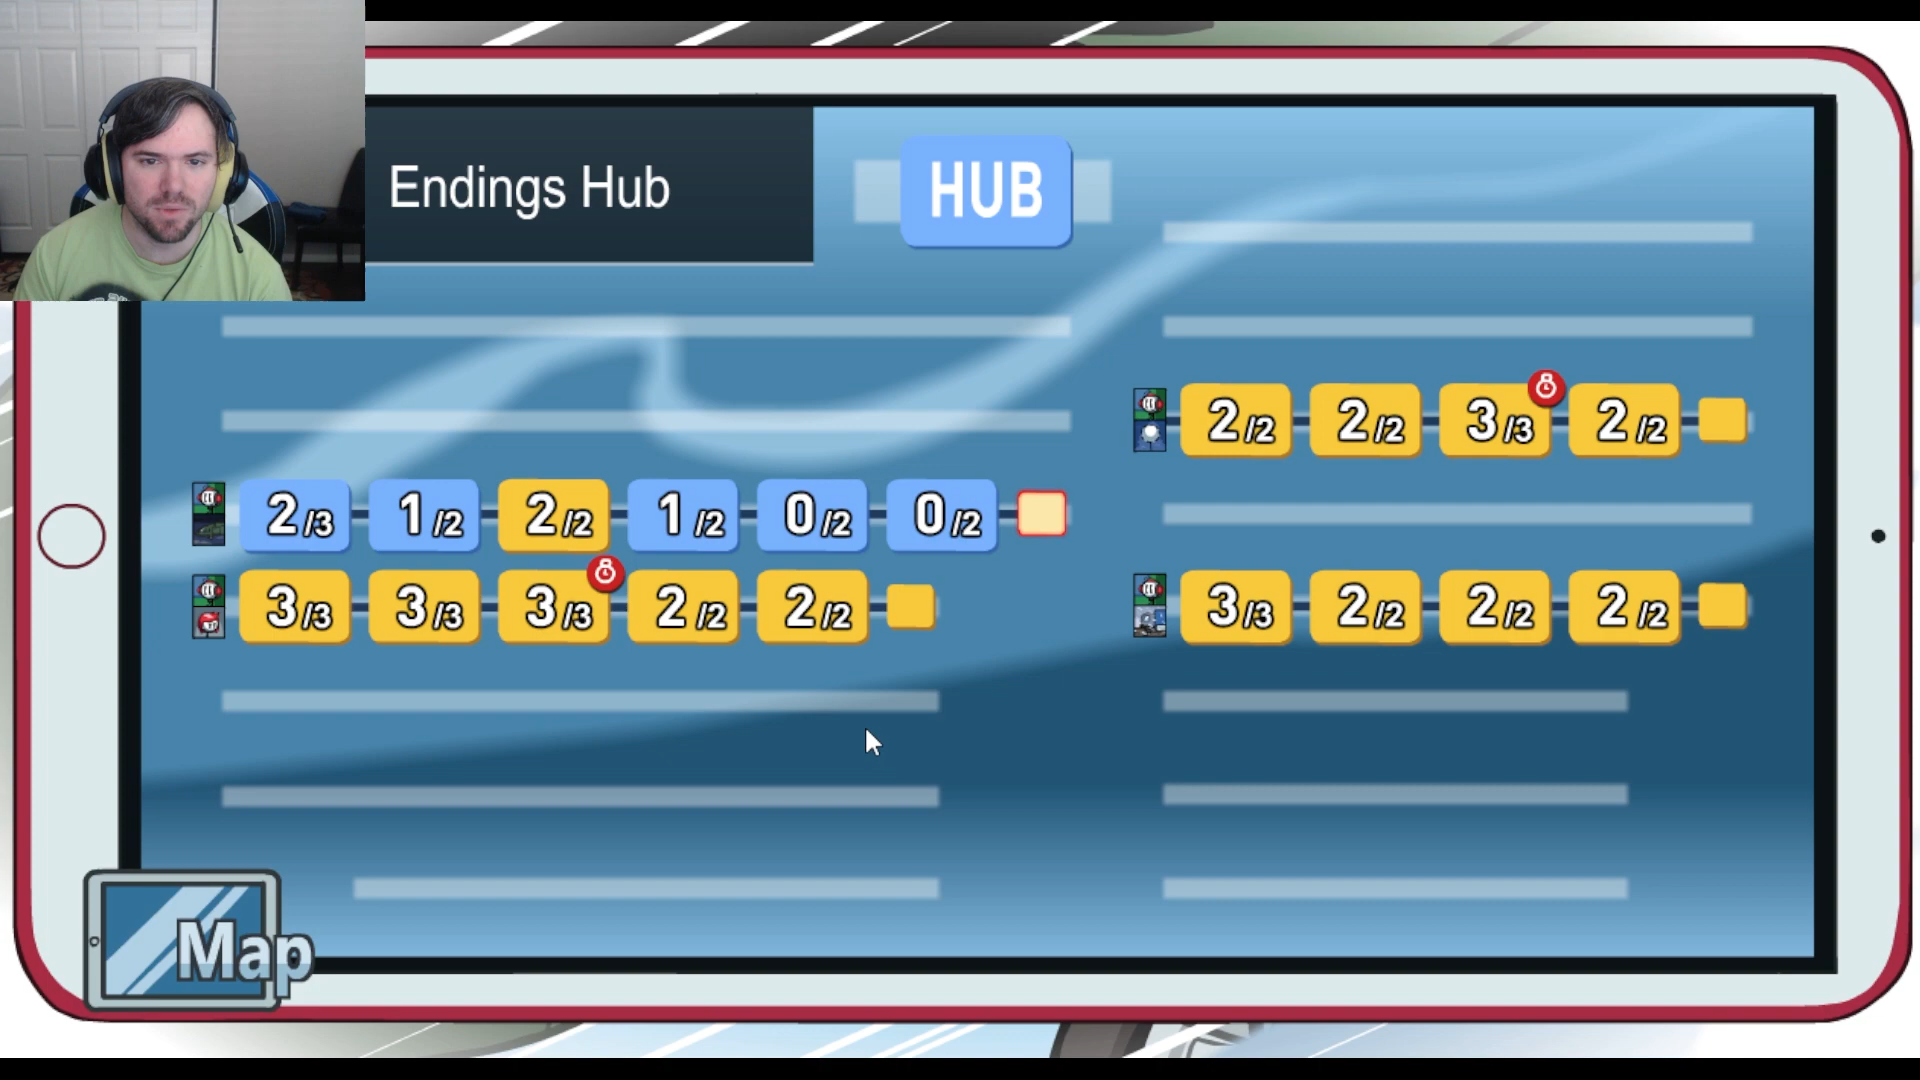 Endings Hub
HUB
2/2 2/2 3/3 2/2
2/3 1/2 2/2 1/2 0/2 0/2
3/3 3/3 3/3 2/2 2/2
3/3 2/2 2/2 2/2
Map